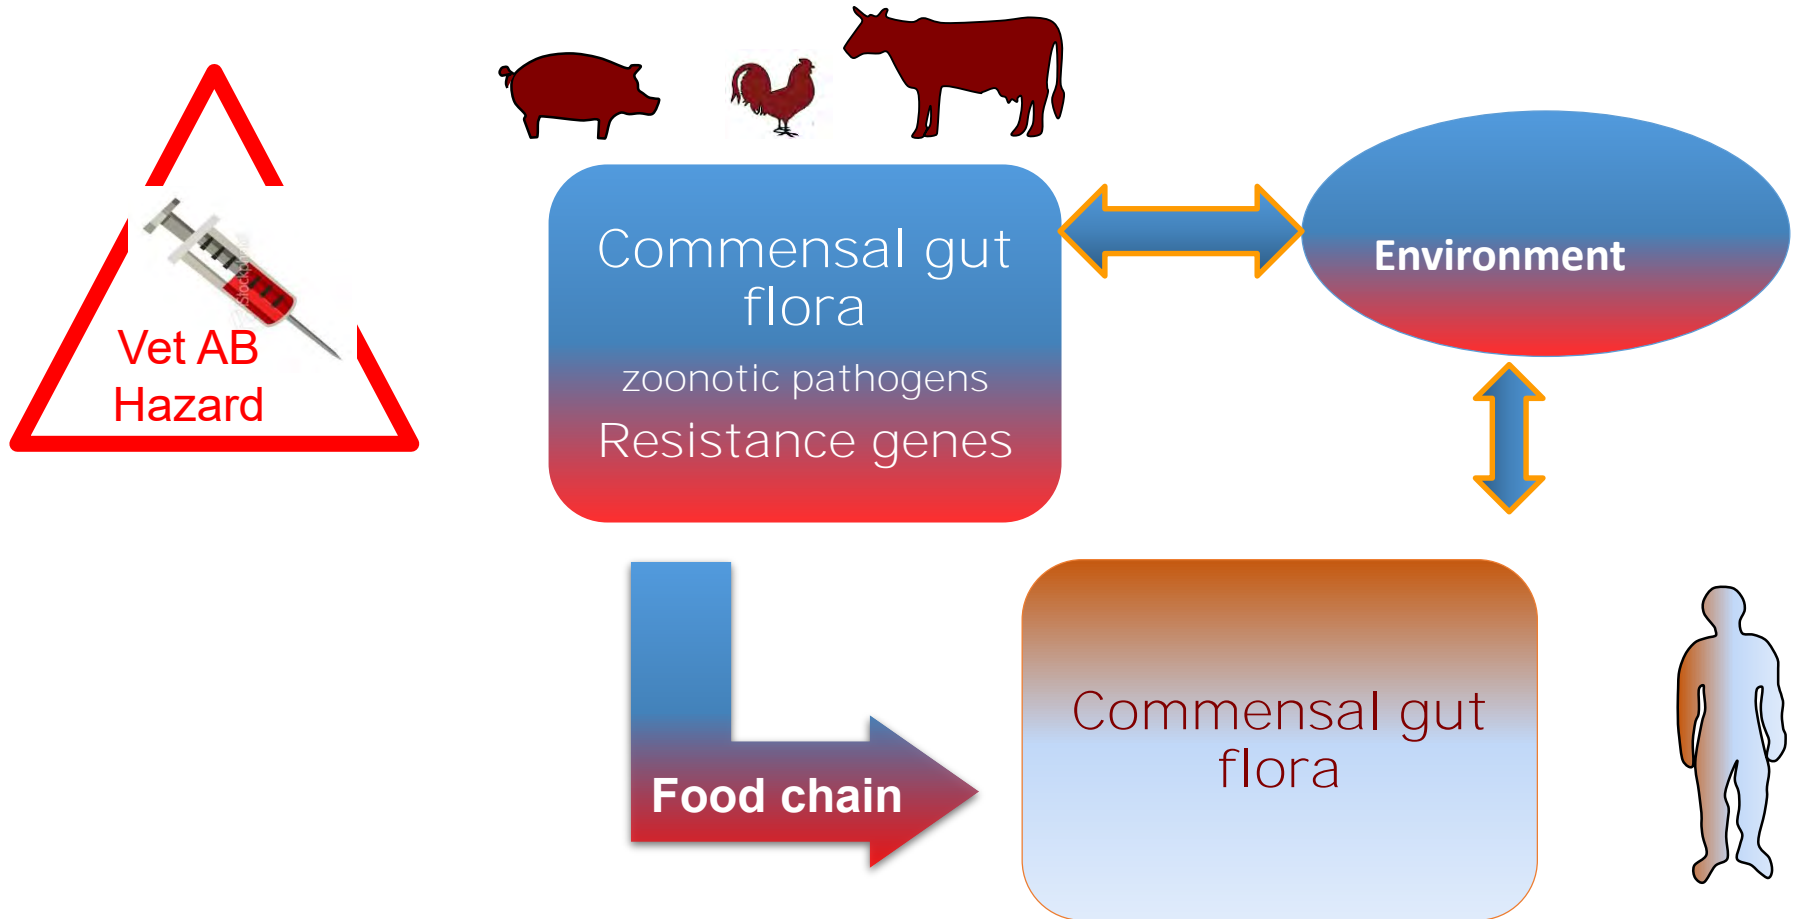 Vet AB
Hazard
Commensal gut
flora
zoonotic pathogens
Resistance genes
Environment
Food chain
Commensal gut
flora